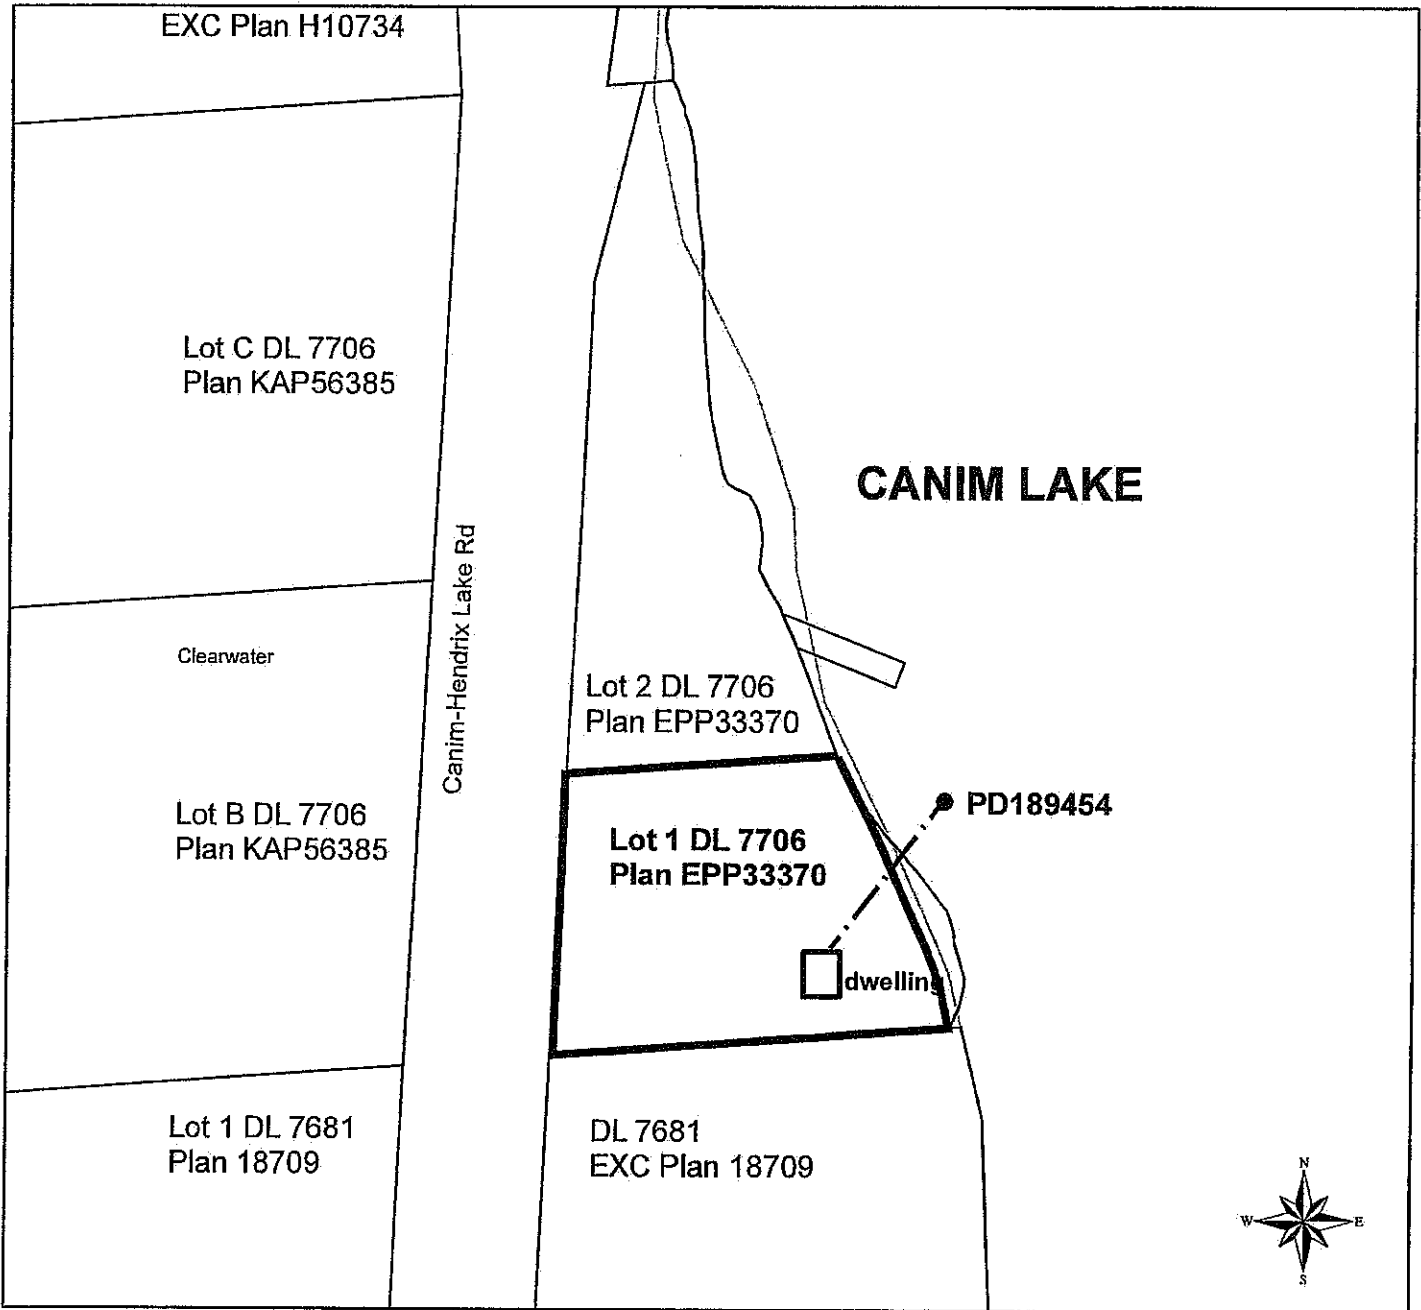 EXC Plan H10734
Lot C DL 7706
Plan KAP56385
CANIM LAKE
Canim-Hendrix Lake Rd
Clearwater
Lot 2 DL 7706
Plan EPP33370
PD189454
Lot B DL 7706
Plan KAP56385
Lot 1 DL 7706
Plan EPP33370
dwelling
Lot 1 DL 7681
Plan 18709
DL 7681
EXC Plan 18709
N
W
E
S